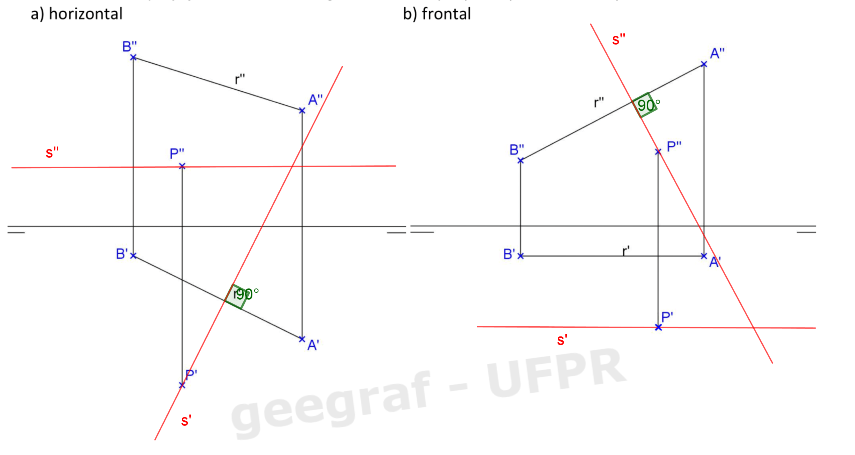 a) horizontal
b) frontal
B"
r"
A"
s"
P"
B'
r
90°
A'
P'
s'
s"
A"
r"
90°
B"
P"
B'
r'
A'
P'
s'
geegraf - UFPR